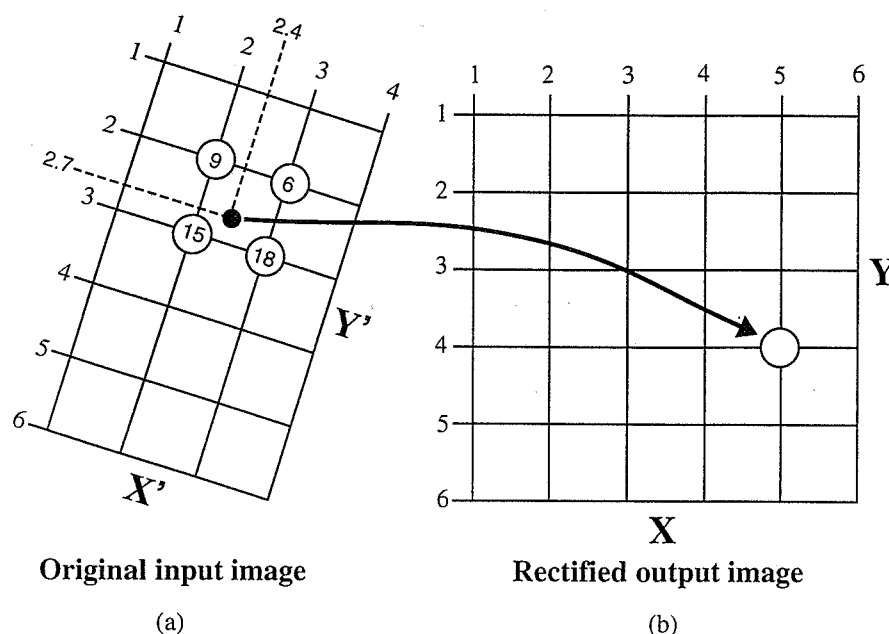 1 2 2.4 3 4
1 2 2.7 3 4 5 6
9 6
15 18
X'
Y'
1 2 3 4 5 6
1
2
3
4
5
6
X
Y
Original input image
(a)
Rectified output image
(b)